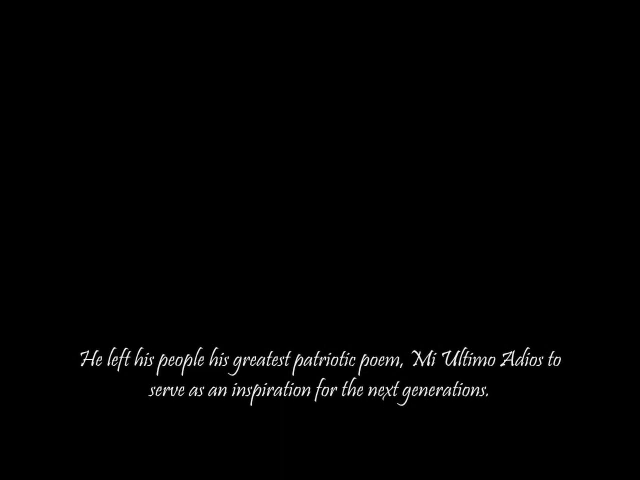 He left his people his greatest patriotic poem, Mi Ultimo Adios to
serve as an inspiration for the next generations.